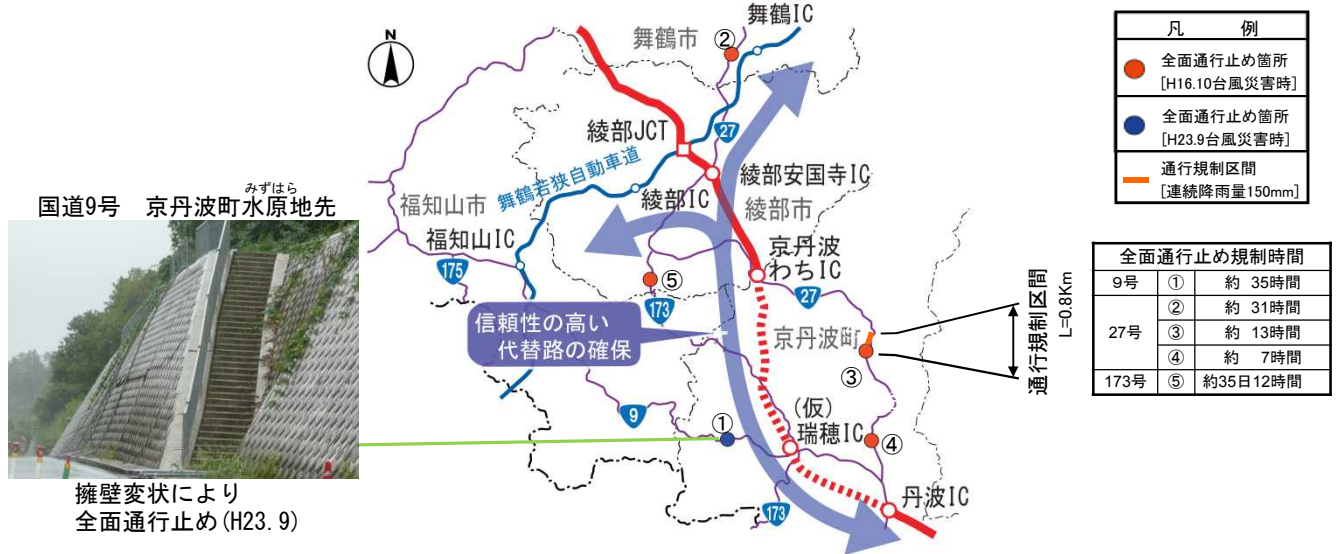 国道9号　京丹波町水原地先
みずはら
擁壁変状により
全面通行止め(H23.9)
N
舞鶴IC
舞鶴市
②
27
綾部JCT
舞鶴若狭自動車道
綾部安国寺IC
綾部市
綾部IC
福知山市
福知山IC
175
京丹波
わちIC
27
⑤
173
信頼性の高い
代替路の確保
京丹波町
③
9
①
(仮)
瑞穂IC
④
173
丹波IC
通行規制区間
L=0.8Km
凡　例
全面通行止め箇所
[H16.10台風災害時]
全面通行止め箇所
[H23.9台風災害時]
通行規制区間
[連続降雨量150mm]
全面通行止め規制時間
9号 ① 約 35時間
27号 ② 約 31時間
③ 約 13時間
④ 約 7時間
173号 ⑤ 約35日12時間